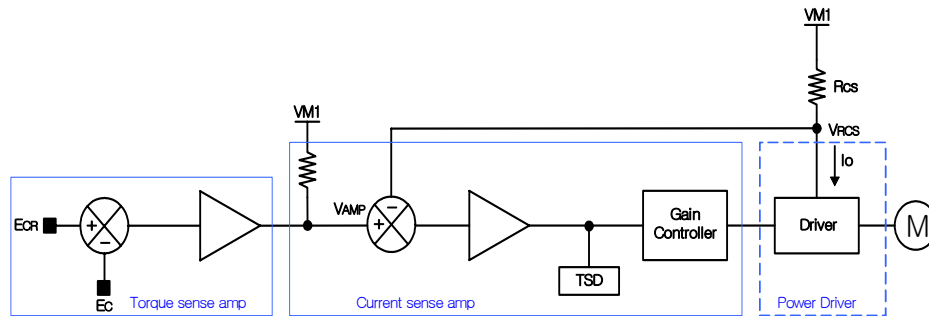 VM1
Rcs
VM1
VRCS
Io
ECR
+
−
VAMP
+
−
Gain
Controller
Driver
M
EC
TSD
Torque sense amp
Current sense amp
Power Driver